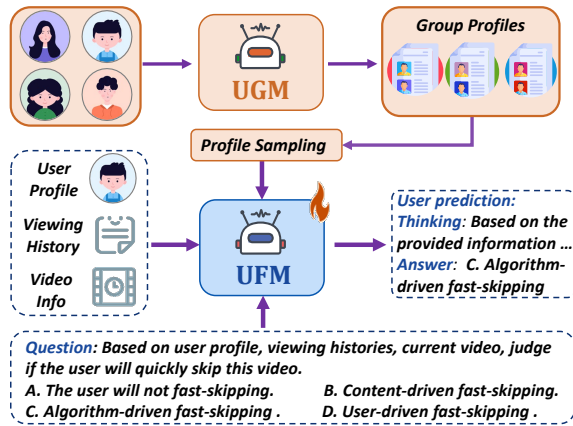 Group Profiles
UGM
Profile Sampling
User
Profile
Viewing
History
Video
Info
UFM
User prediction:
Thinking: Based on the
provided information ...
Answer: C. Algorithm-
driven fast-skipping
Question: Based on user profile, viewing histories, current video, judge
if the user will quickly skip this video.
A. The user will not fast-skipping.
B. Content-driven fast-skipping.
C. Algorithm-driven fast-skipping .
D. User-driven fast-skipping .